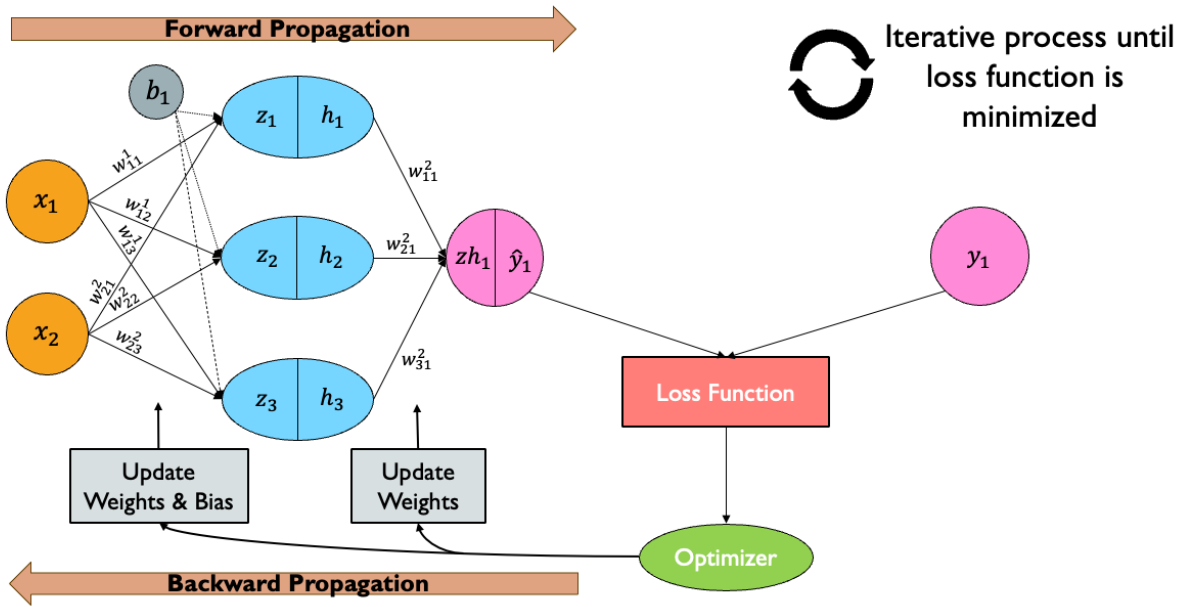 Forward Propagation
Iterative process until
loss function is
minimized
b₁
z₁ h₁
w¹₁₁
w²₁₁
x₁
w¹₁₂
w¹₁₃
z₂ h₂
w²₂₁
zh₁ ŷ₁
y₁
w²₂₁
w²₂₂
x₂
w²₂₃
w²₃₁
z₃ h₃
Loss Function
Update
Weights & Bias
Update
Weights
Optimizer
Backward Propagation